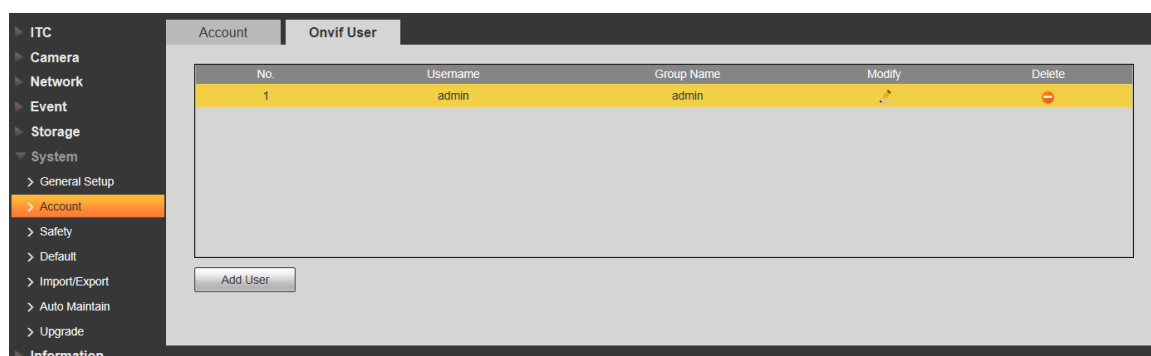 ITC
Camera
Network
Event
Storage
System
General Setup
Account
Safety
Default
Import/Export
Auto Maintain
Upgrade
Information
Account Onvif User
No. Username Group Name Modify Delete
1 admin admin
Add User